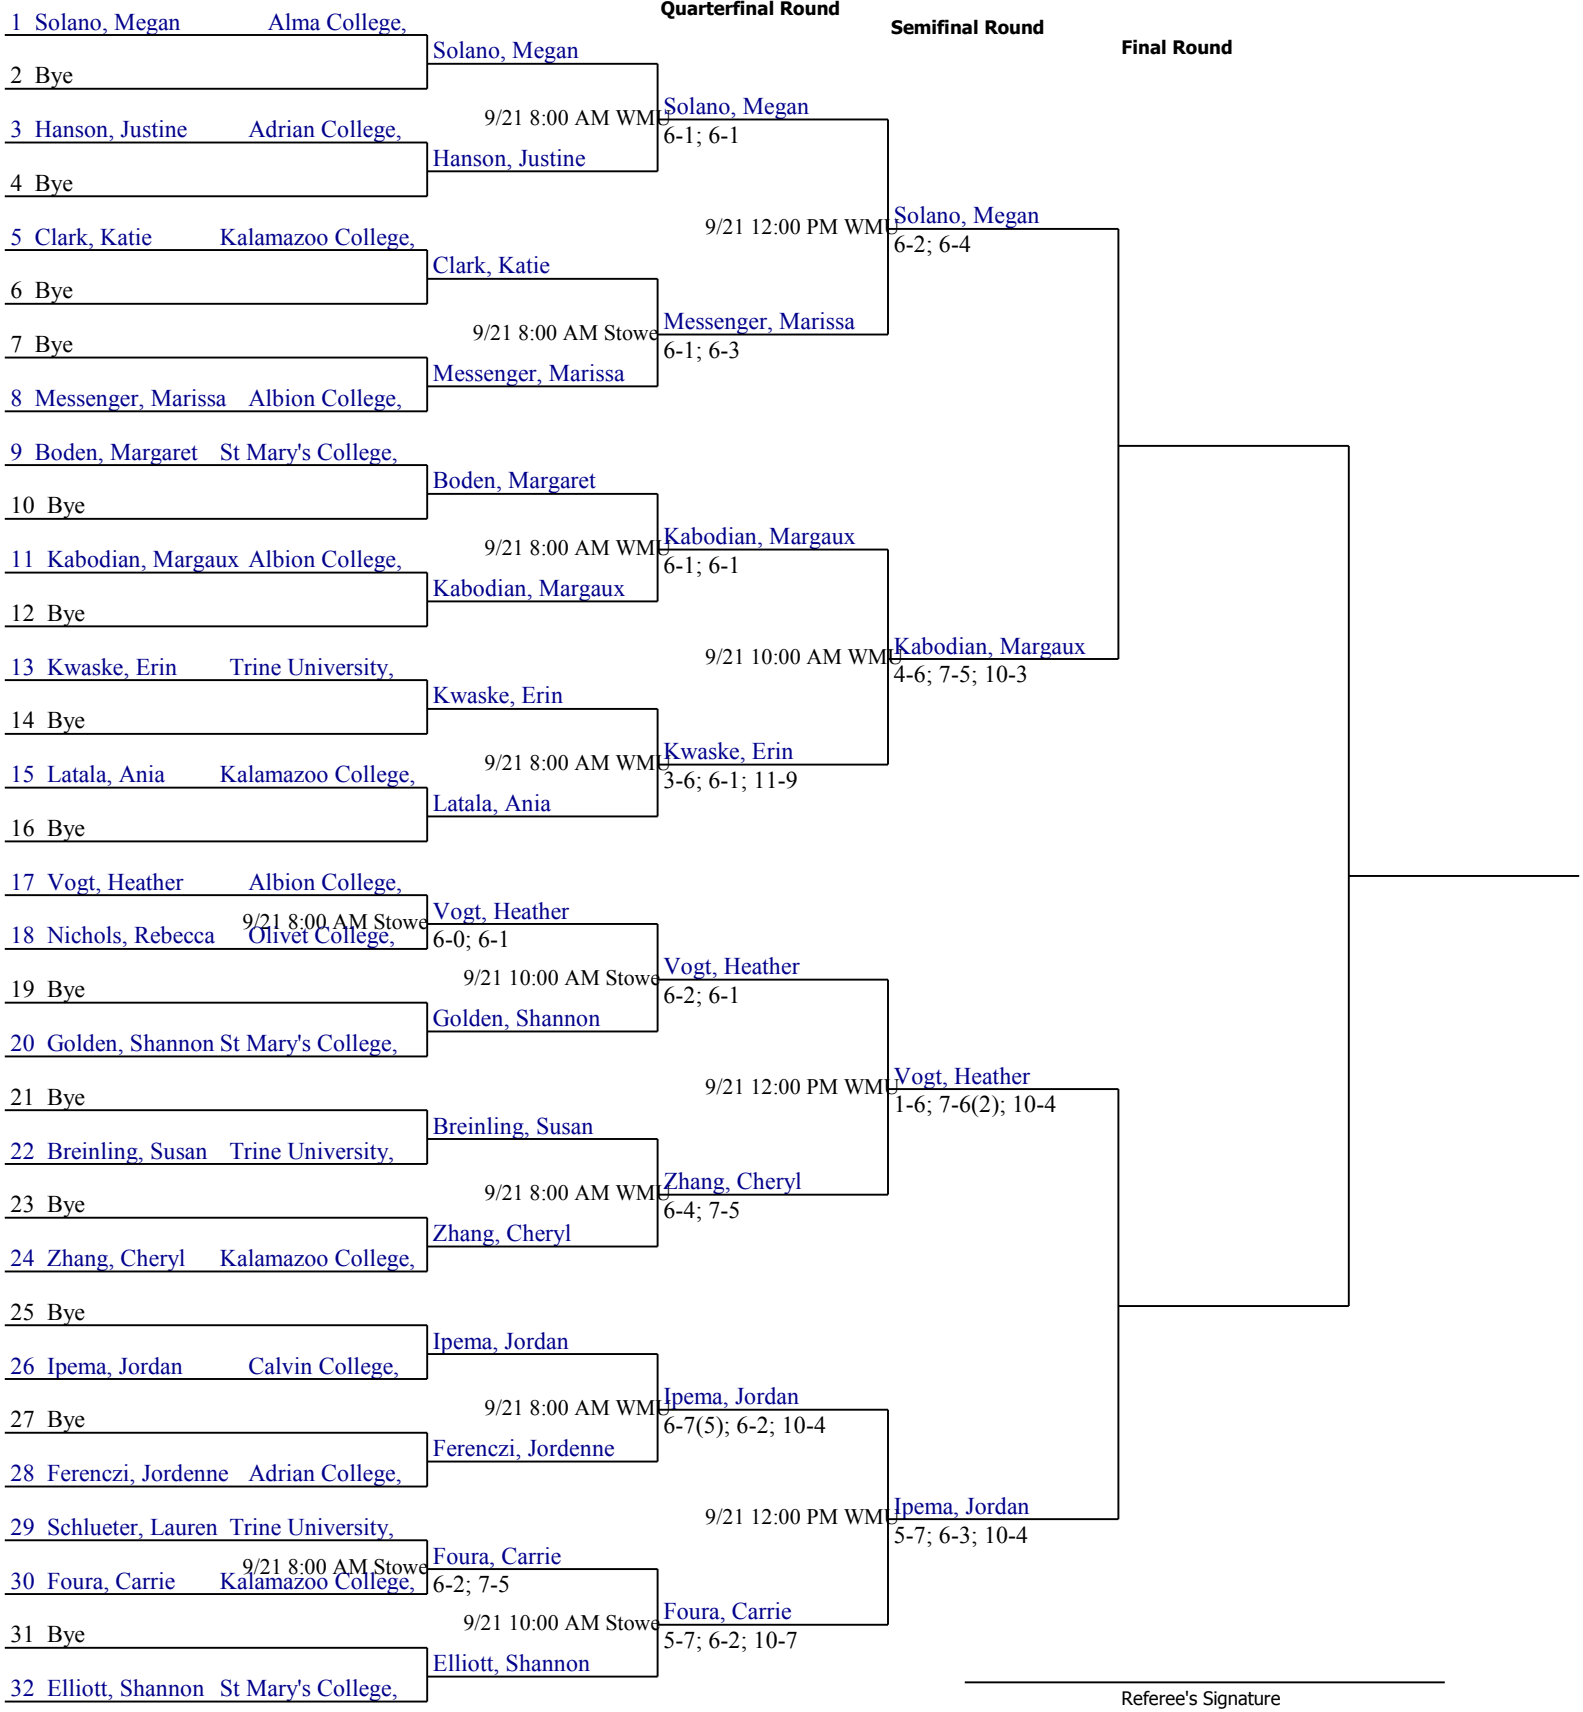 Quarterfinal Round
Semifinal Round
Final Round
1 Solano, Megan Alma College,
Solano, Megan
2 Bye
9/21 8:00 AM WMU
Solano, Megan
6-1; 6-1
3 Hanson, Justine Adrian College,
Hanson, Justine
4 Bye
9/21 12:00 PM WMU
Solano, Megan
6-2; 6-4
5 Clark, Katie Kalamazoo College,
Clark, Katie
6 Bye
9/21 8:00 AM Stowe
Messenger, Marissa
6-1; 6-3
7 Bye
Messenger, Marissa
8 Messenger, Marissa Albion College,
9 Boden, Margaret St Mary's College,
Boden, Margaret
10 Bye
9/21 8:00 AM WMU
Kabodian, Margaux
6-1; 6-1
11 Kabodian, Margaux Albion College,
Kabodian, Margaux
12 Bye
9/21 10:00 AM WMU
Kabodian, Margaux
4-6; 7-5; 10-3
13 Kwaske, Erin Trine University,
Kwaske, Erin
14 Bye
9/21 8:00 AM WMU
Kwaske, Erin
3-6; 6-1; 11-9
15 Latala, Ania Kalamazoo College,
Latala, Ania
16 Bye
17 Vogt, Heather Albion College,
9/21 8:00 AM Stowe
Vogt, Heather
6-0; 6-1
18 Nichols, Rebecca Olivet College,
9/21 10:00 AM Stowe
Vogt, Heather
6-2; 6-1
19 Bye
Golden, Shannon
20 Golden, Shannon St Mary's College,
9/21 12:00 PM WMU
Vogt, Heather
1-6; 7-6(2); 10-4
21 Bye
Breinling, Susan
22 Breinling, Susan Trine University,
9/21 8:00 AM WMU
Zhang, Cheryl
6-4; 7-5
23 Bye
Zhang, Cheryl
24 Zhang, Cheryl Kalamazoo College,
25 Bye
Ipema, Jordan
26 Ipema, Jordan Calvin College,
9/21 8:00 AM WMU
Ipema, Jordan
6-7(5); 6-2; 10-4
27 Bye
Ferenczi, Jordenne
28 Ferenczi, Jordenne Adrian College,
9/21 12:00 PM WMU
Ipema, Jordan
5-7; 6-3; 10-4
29 Schlueter, Lauren Trine University,
9/21 8:00 AM Stowe
Foura, Carrie
6-2; 7-5
30 Foura, Carrie Kalamazoo College,
9/21 10:00 AM Stowe
Foura, Carrie
5-7; 6-2; 10-7
31 Bye
Elliott, Shannon
32 Elliott, Shannon St Mary's College,
Referee's Signature